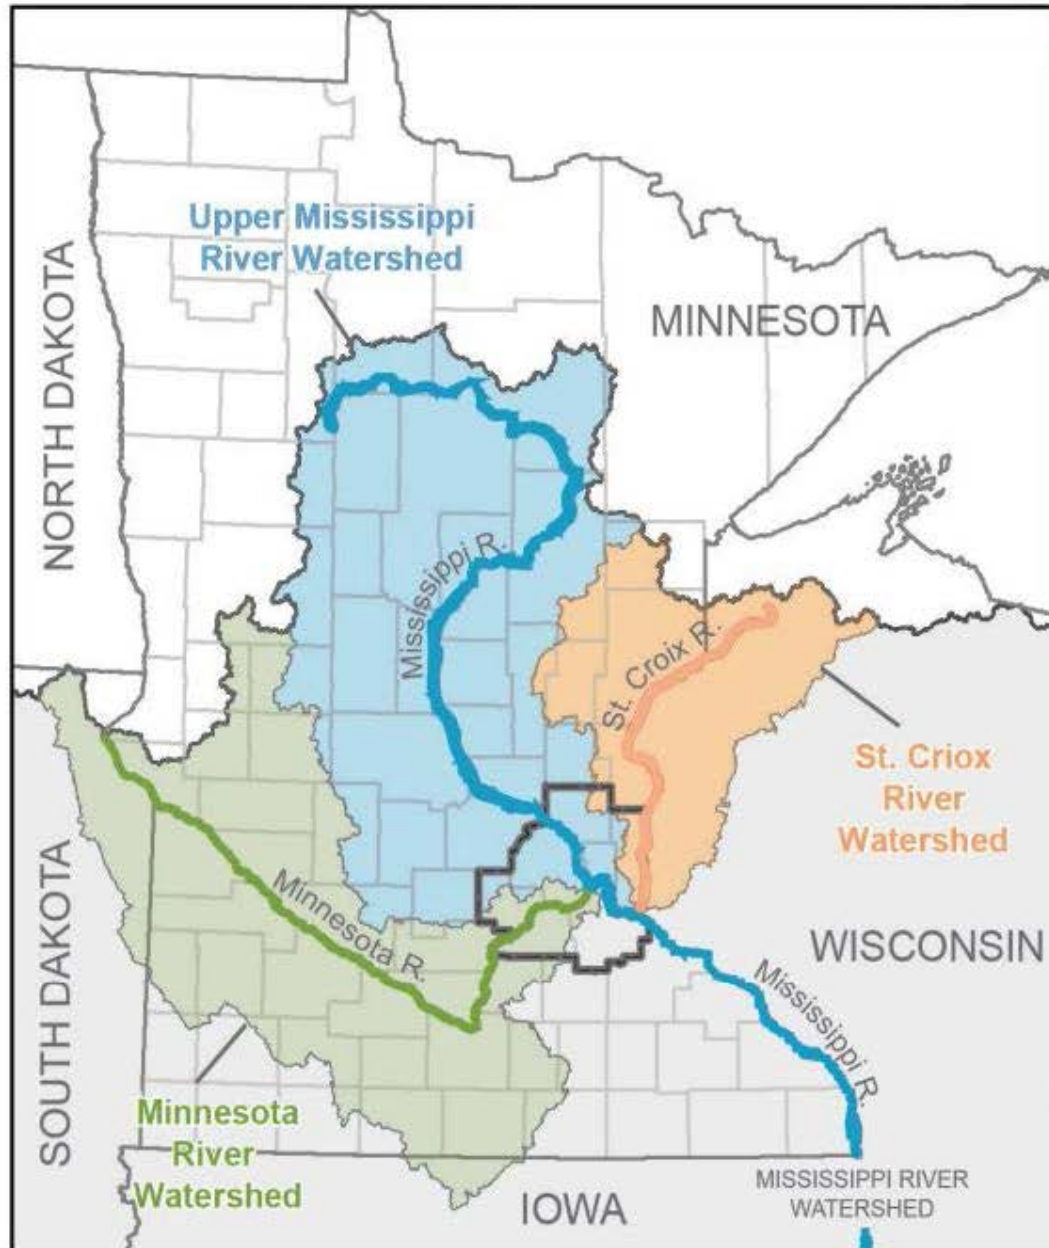 Upper Mississippi
River Watershed
MINNESOTA
NORTH DAKOTA
Mississippi R.
St. Croix R.
St. Criox
River
Watershed
Minnesota R.
WISCONSIN
Mississippi R.
SOUTH DAKOTA
Minnesota
River
Watershed
IOWA
MISSISSIPPI RIVER
WATERSHED